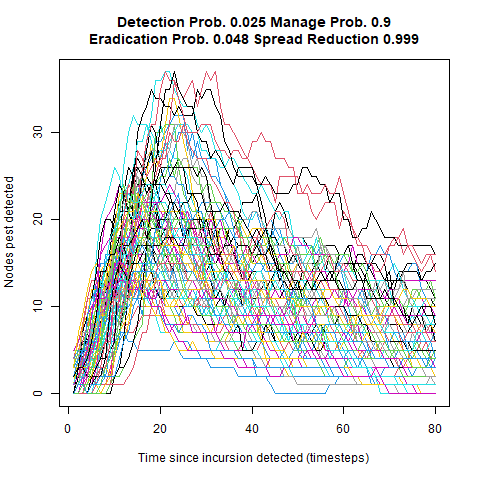 Detection Prob. 0.025 Manage Prob. 0.9
Eradication Prob. 0.048 Spread Reduction 0.999
Nodes pest detected
30
20
10
0
0 20 40 60 80
Time since incursion detected (timesteps)